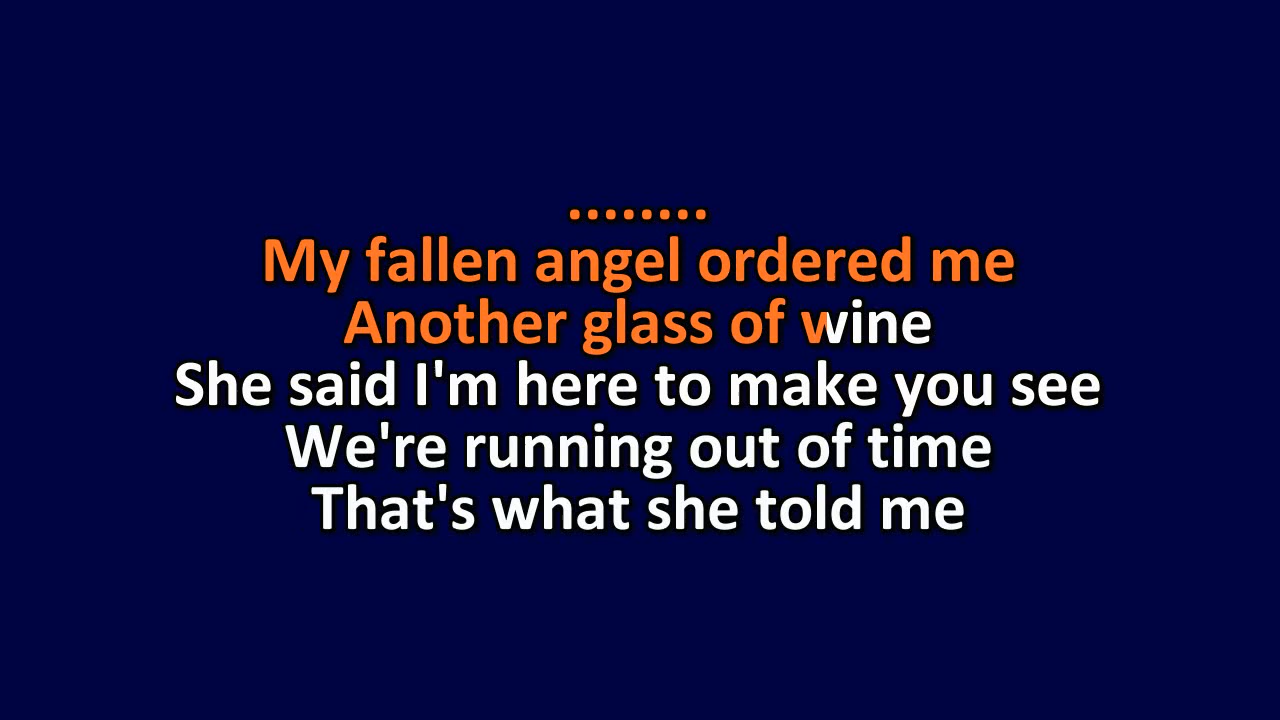 ........
My fallen angel ordered me
Another glass of wine
She said I'm here to make you see
We're running out of time
That's what she told me